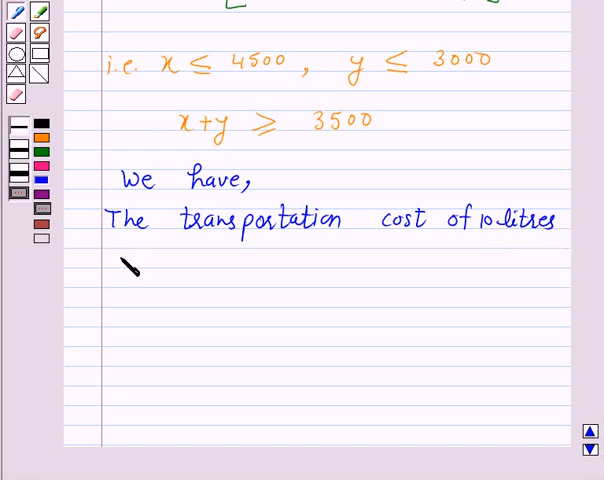 i.e. x ≤ 4500 , y ≤ 3000
x+y ≥ 3500
We have,
The transportation cost of 10 litres